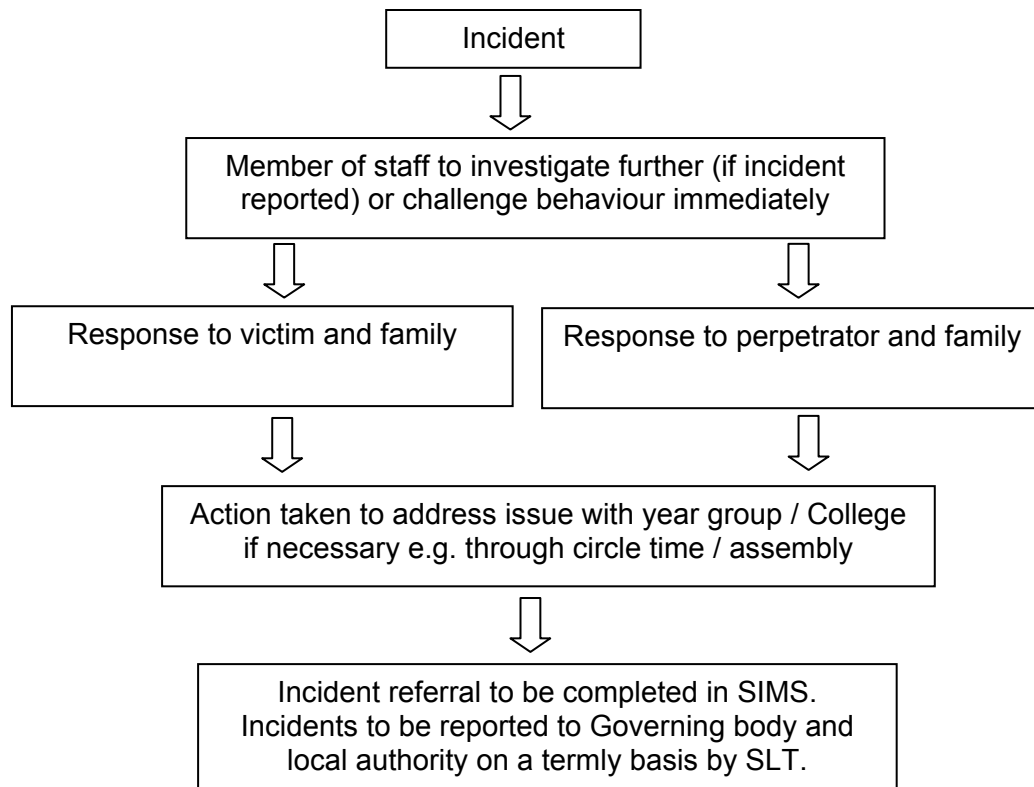 Incident
Member of staff to investigate further (if incident
reported) or challenge behaviour immediately
Response to victim and family
Response to perpetrator and family
Action taken to address issue with year group / College
if necessary e.g. through circle time / assembly
Incident referral to be completed in SIMS.
Incidents to be reported to Governing body and
local authority on a termly basis by SLT.